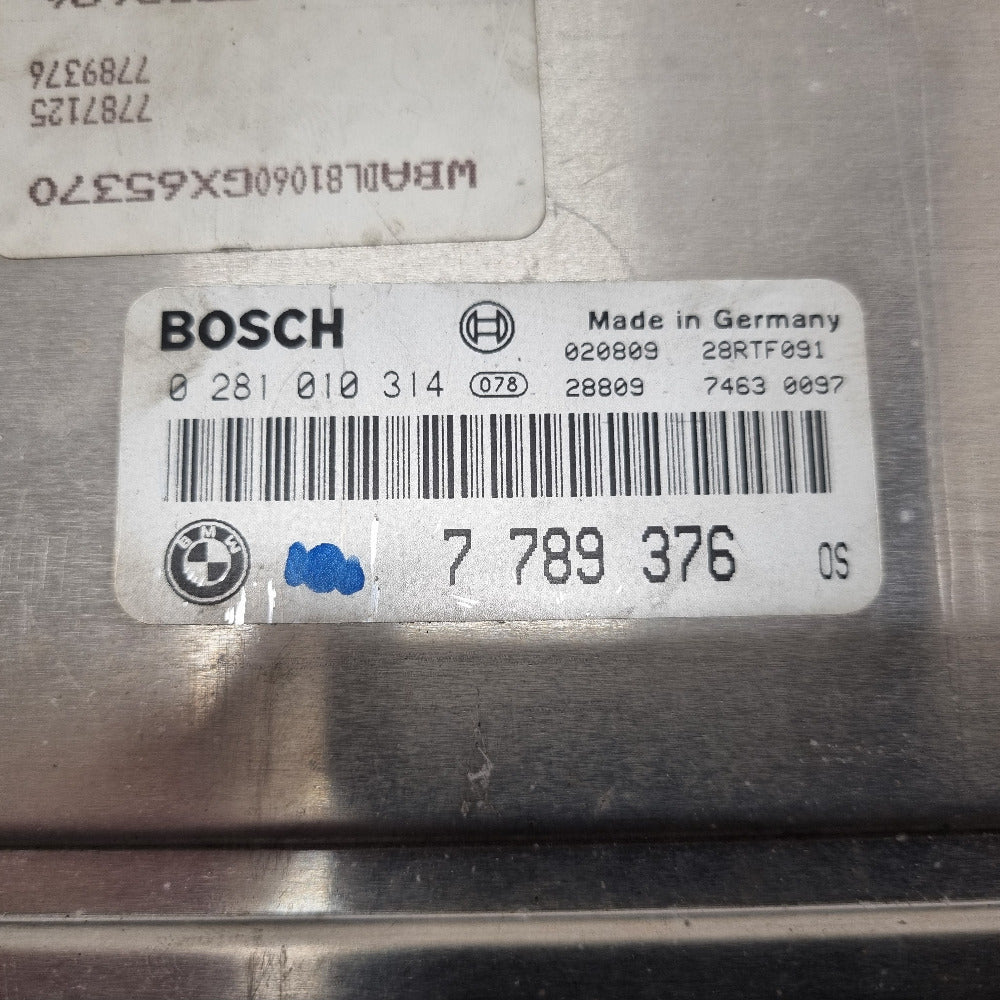 7789376
7787125
WBADL81060GX65370
BOSCH Made in Germany
020809 28RTF091
0 281 010 314 078 28809 7463 0097
BMW 7 789 376 OS